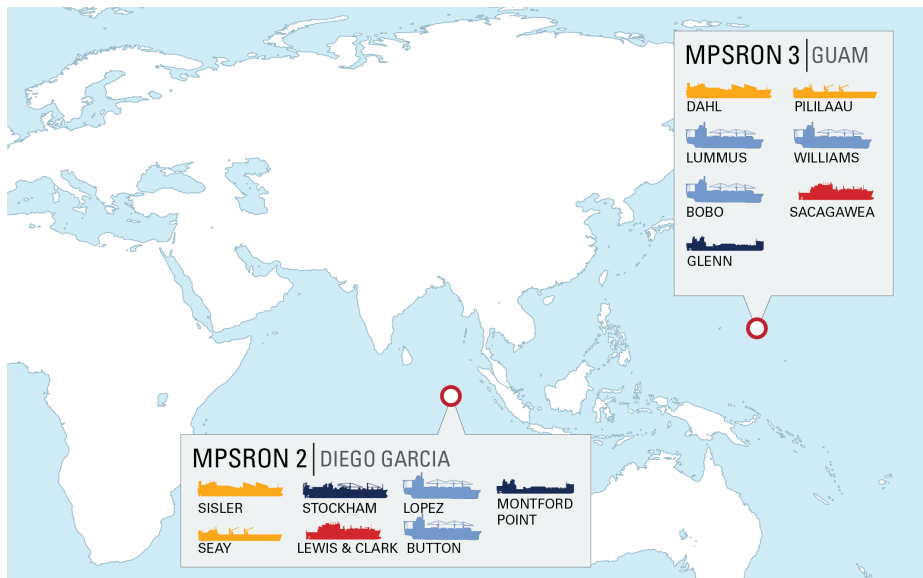 MPSRON 3 | GUAM
DAHL PILILAAU
LUMMUS WILLIAMS
BOBO SACAGAWEA
GLENN
MPSRON 2 | DIEGO GARCIA
SISLER STOCKHAM LOPEZ MONTFORD
POINT
SEAY LEWIS & CLARK BUTTON